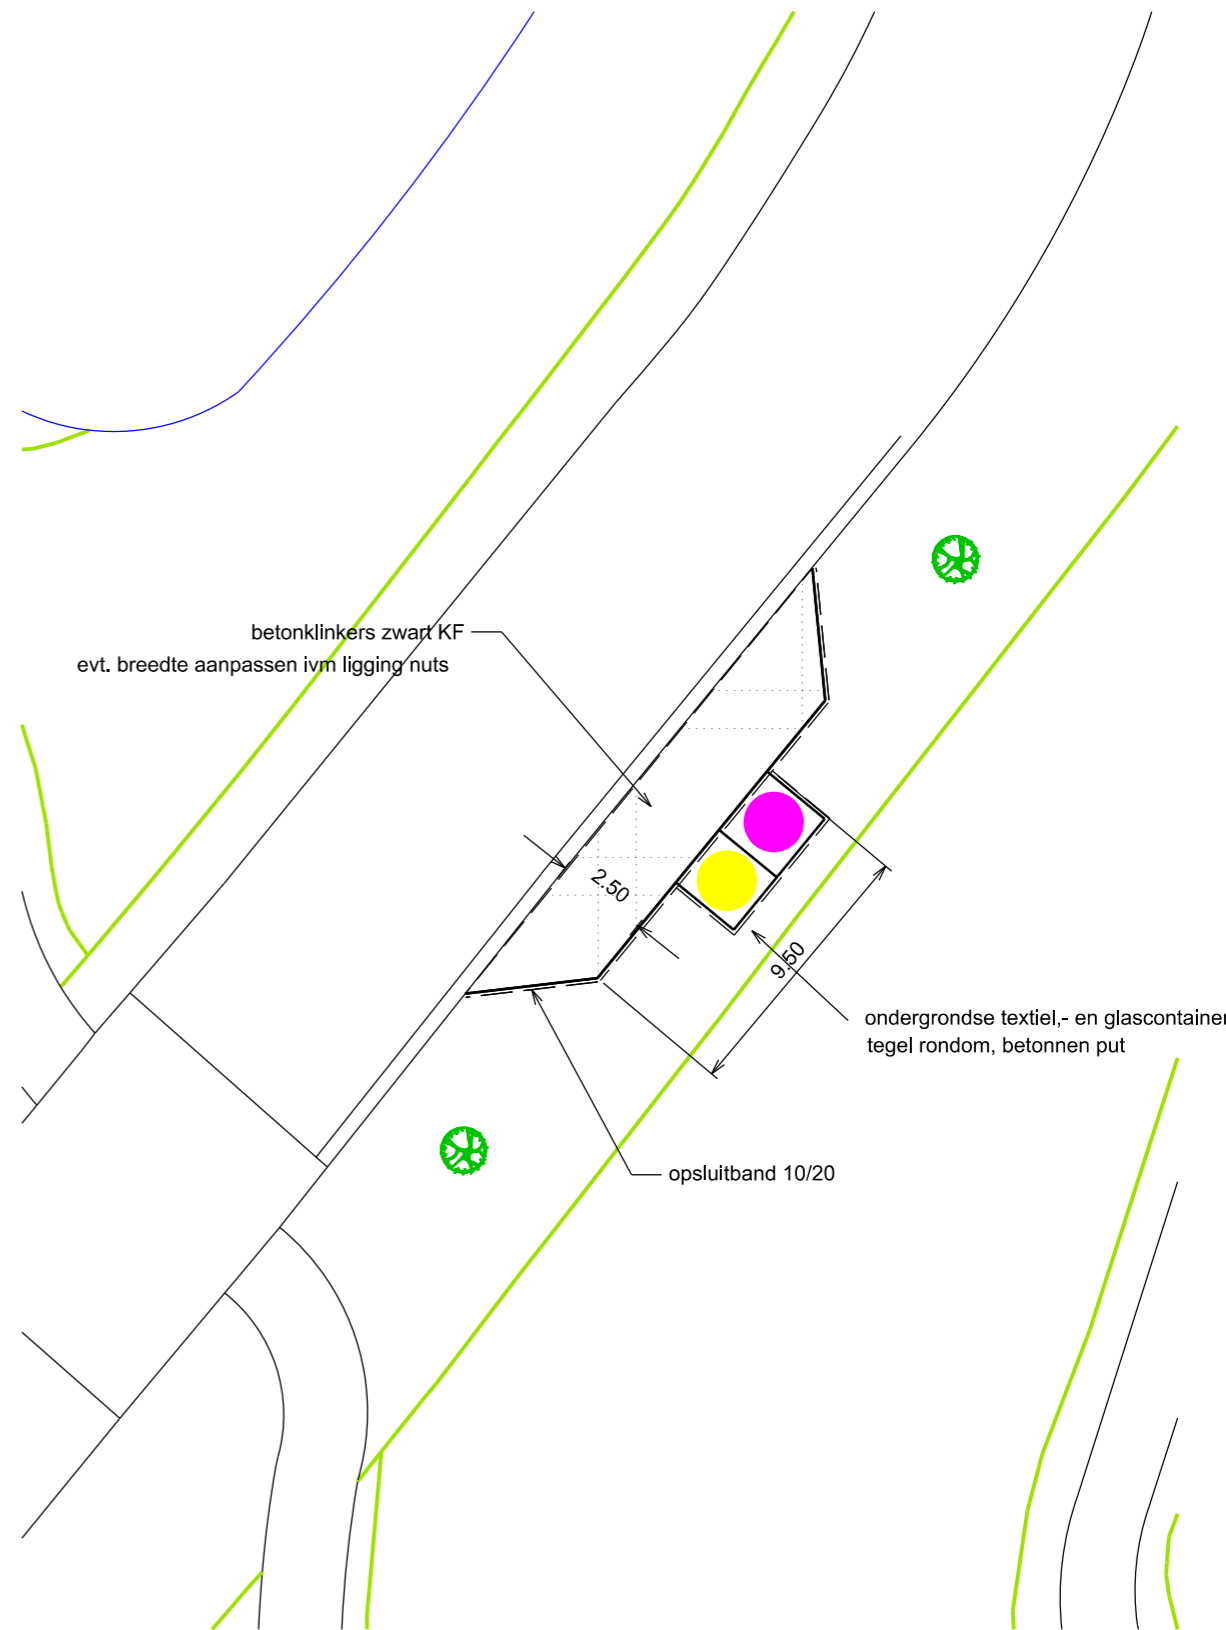 betonklinkers zwart KF
evt. breedte aanpassen ivm ligging nuts
2.50
9.50
ondergrondse textiel,- en glascontainer
tegel rondom, betonnen put
opsluitband 10/20